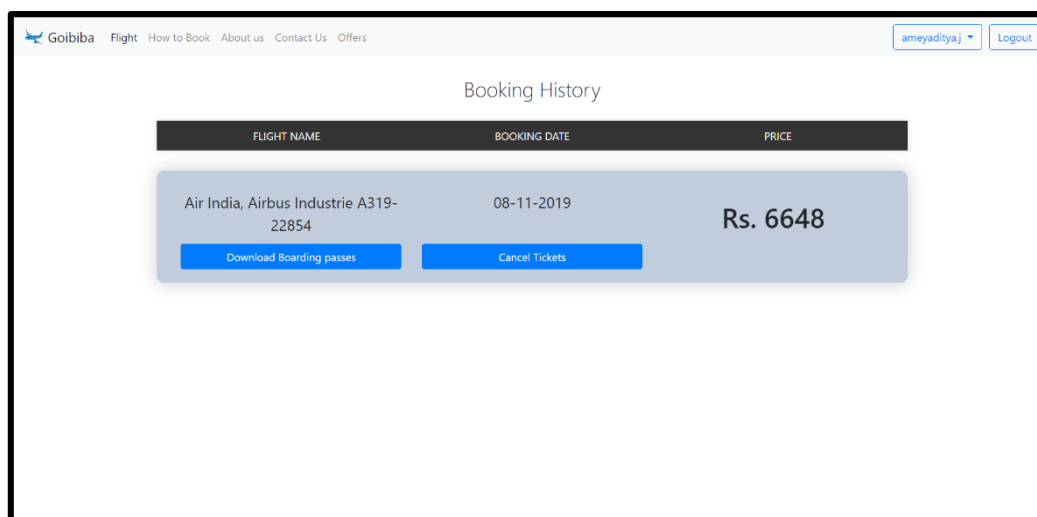 Goibiba Flight How to Book About us Contact Us Offers ameyaditya.j Logout
Booking History
FLIGHT NAME BOOKING DATE PRICE
Air India, Airbus Industrie A319- 08-11-2019
22854 Rs. 6648
Download Boarding passes Cancel Tickets